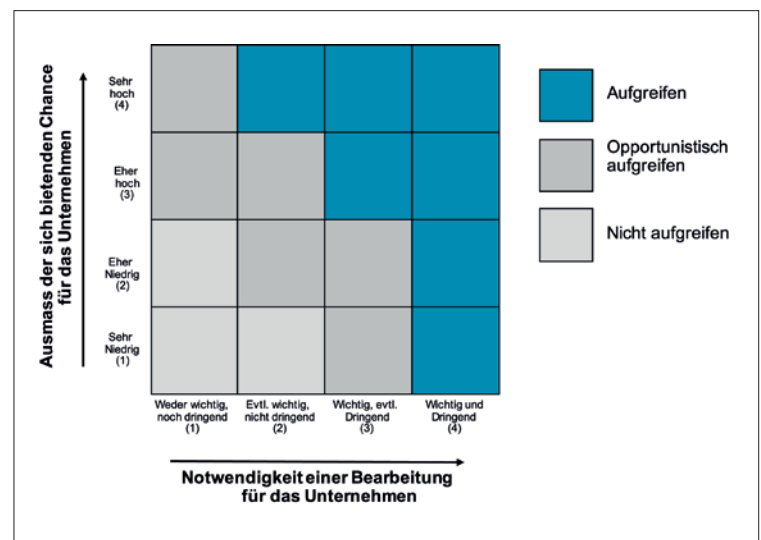 Ausmass der sich bietenden Chance
für das Unternehmen
Sehr
hoch
(4)
Eher
hoch
(3)
Eher
Niedrig
(2)
Sehr
Niedrig
(1)
Weder wichtig,
noch dringend
(1)
Evtl. wichtig,
nicht dringend
(2)
Wichtig, evtl.
Dringend
(3)
Wichtig und
Dringend
(4)
Notwendigkeit einer Bearbeitung
für das Unternehmen
Aufgreifen
Opportunistisch
aufgreifen
Nicht aufgreifen